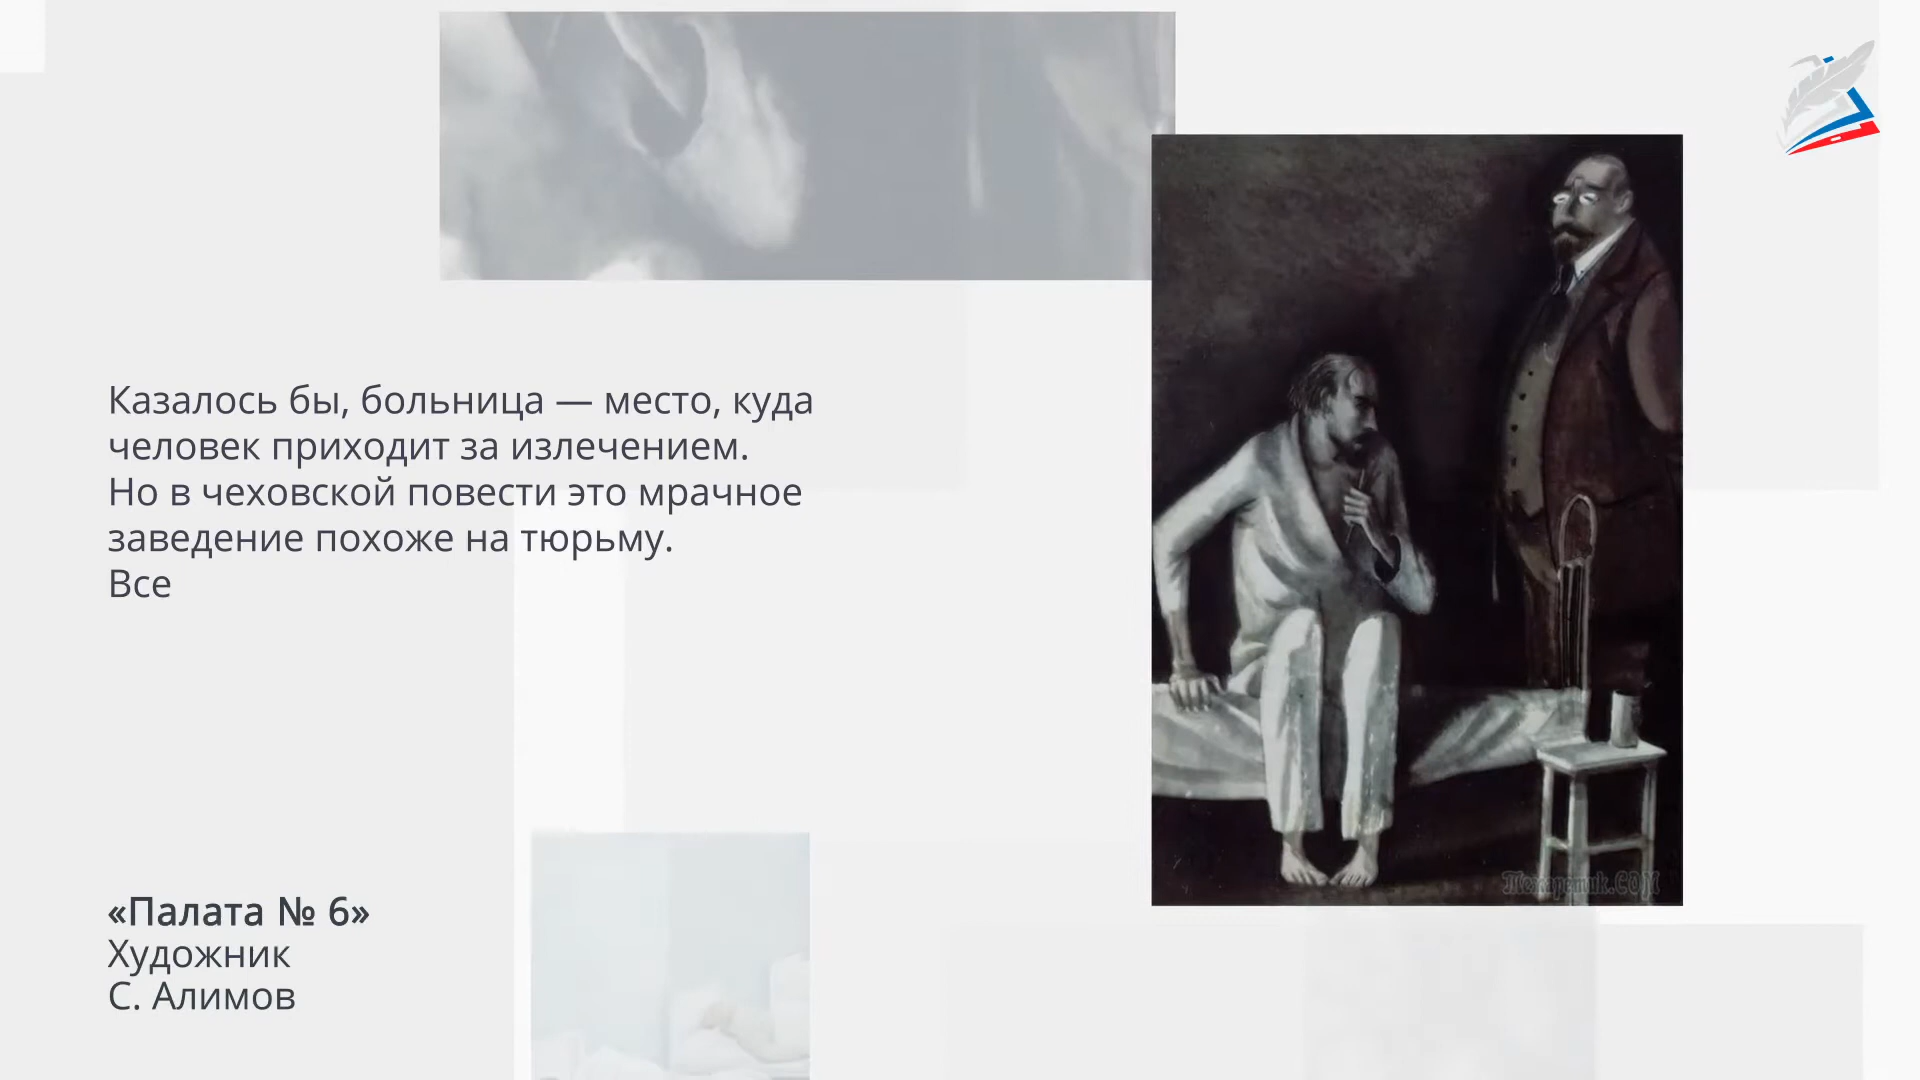 Казалось бы, больница — место, куда
человек приходит за излечением.
Но в чеховской повести это мрачное
заведение похоже на тюрьму.
Все
«Палата № 6»
Художник
С. Алимов